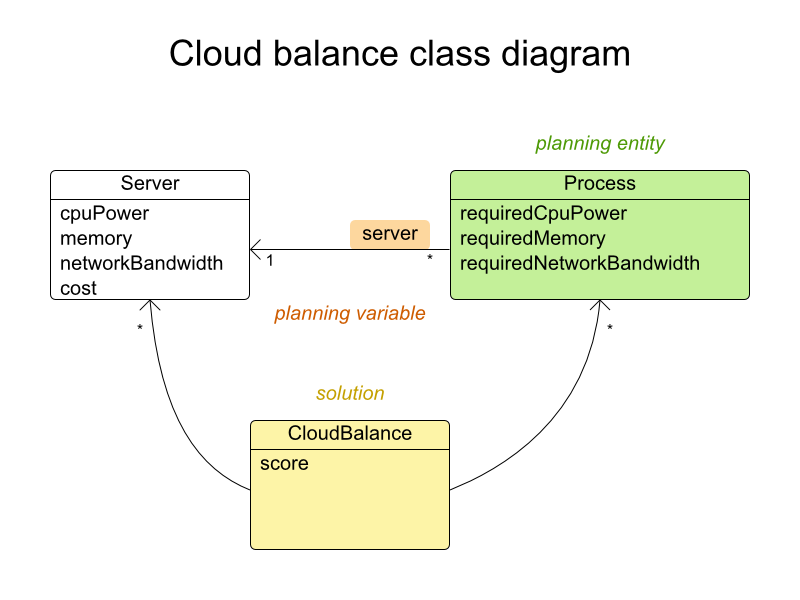 Cloud balance class diagram
planning entity
Server
cpuPower
memory
networkBandwidth
cost
Process
requiredCpuPower
requiredMemory
requiredNetworkBandwidth
server
1
*
planning variable
*
*
solution
CloudBalance
score